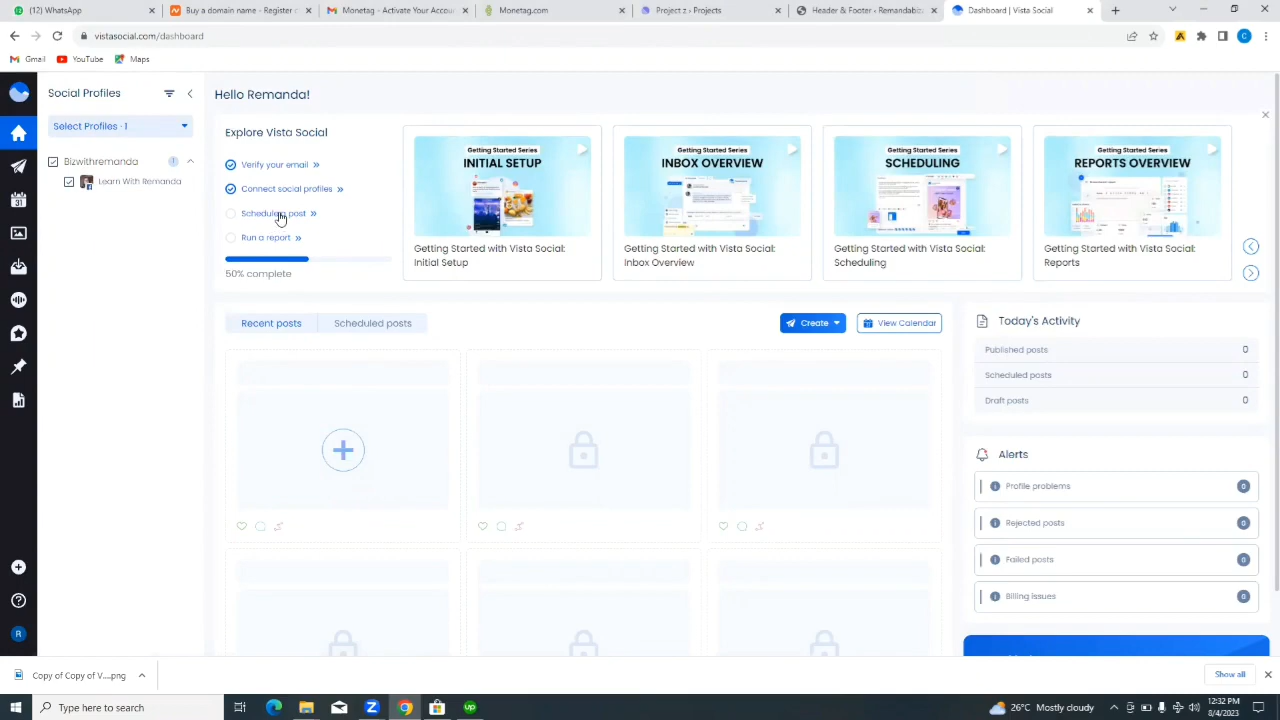 (12) WhatsApp
Buy a domain name - Register c
Monetag - Activate Your Accou
Monetag.com
Project z › Projects
Header & Footer ‹ Remandabiz
Dashboard | Vista Social
vistasocial.com/dashboard
C
Gmail
YouTube
Maps
Social Profiles
Select Profiles · 1
Bizwithremanda
Learn With Remanda
Hello Remanda!
Explore Vista Social
Verify your email »
Connect social profiles »
Schedule post »
Run a report »
50% complete
Getting Started Series
INITIAL SETUP
Getting Started with Vista Social:
Initial Setup
Getting Started Series
INBOX OVERVIEW
Getting Started with Vista Social:
Inbox Overview
Getting Started Series
SCHEDULING
Getting Started with Vista Social:
Scheduling
Getting Started Series
REPORTS OVERVIEW
Getting Started with Vista Social:
Reports
Recent posts
Scheduled posts
Create
View Calendar
Today's Activity
Published posts 0
Scheduled posts 0
Draft posts 0
Alerts
Profile problems 0
Rejected posts 0
Failed posts 0
Billing issues 0
31
R
Copy of Copy of V....png
Show all
Type here to search
26°C Mostly cloudy
12:32 PM
8/4/2023